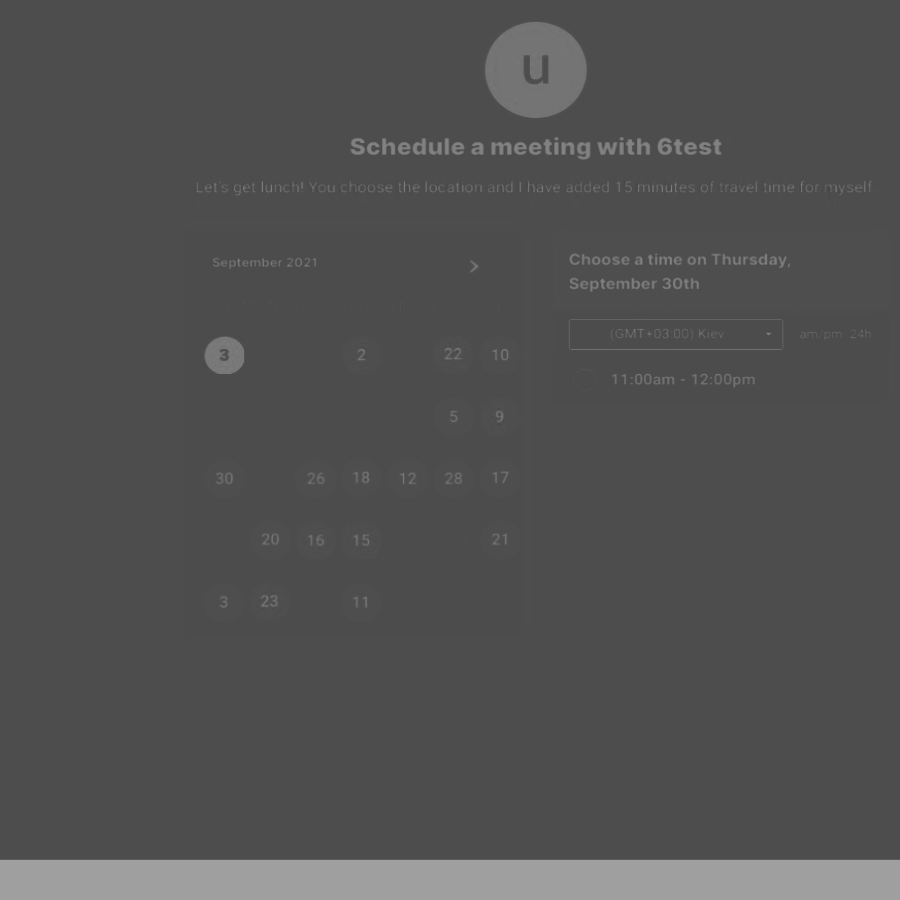 u
Schedule a meeting with 6test
Let's get lunch! You choose the location and I have added 15 minutes of travel time for myself
September 2021
3 2 22 10
5 9
30 26 18 12 28 17
20 16 15 21
3 23 11
Choose a time on Thursday,
September 30th
(GMT+03:00) Kiev am/pm 24h
11:00am - 12:00pm